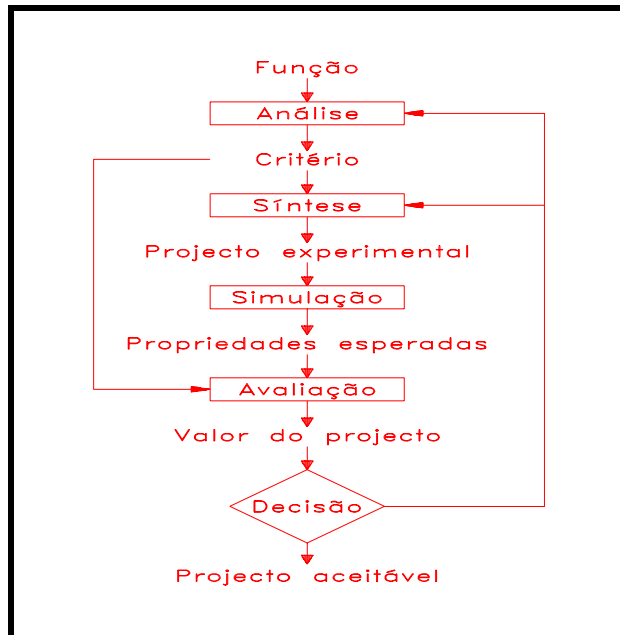 Função
Análise
Critério
Síntese
Projecto experimental
Simulação
Propriedades esperadas
Avaliação
Valor do projecto
Decisão
Projecto aceitável